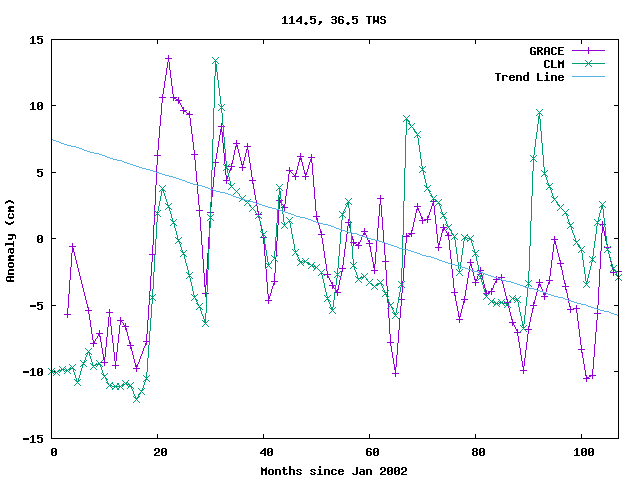 114.5, 36.5 TWS
GRACE
CLM
Trend Line
15
10
5
0
-5
-10
-15
Anomaly (cm)
0 20 40 60 80 100
Months since Jan 2002